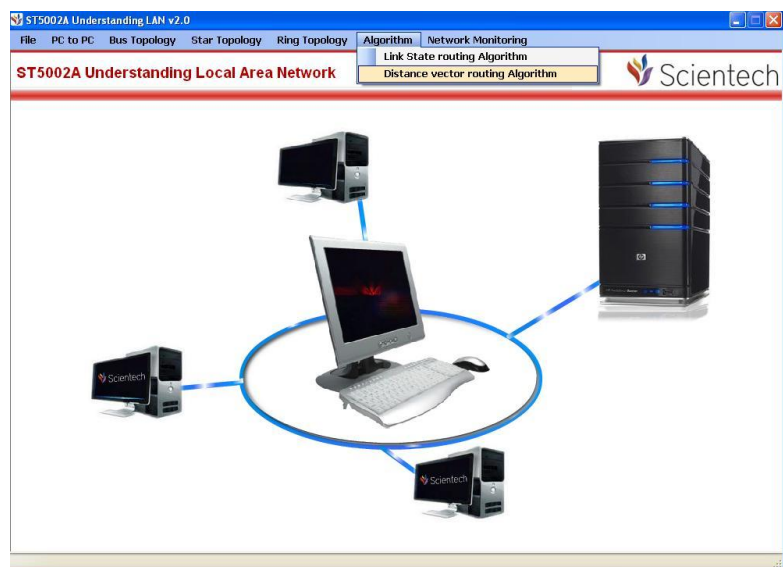 ST5002A Understanding LAN v2.0
File PC to PC Bus Topology Star Topology Ring Topology Algorithm Network Monitoring
Link State routing Algorithm
Distance vector routing Algorithm
ST5002A Understanding Local Area Network
Scientech
Scientech
Scientech